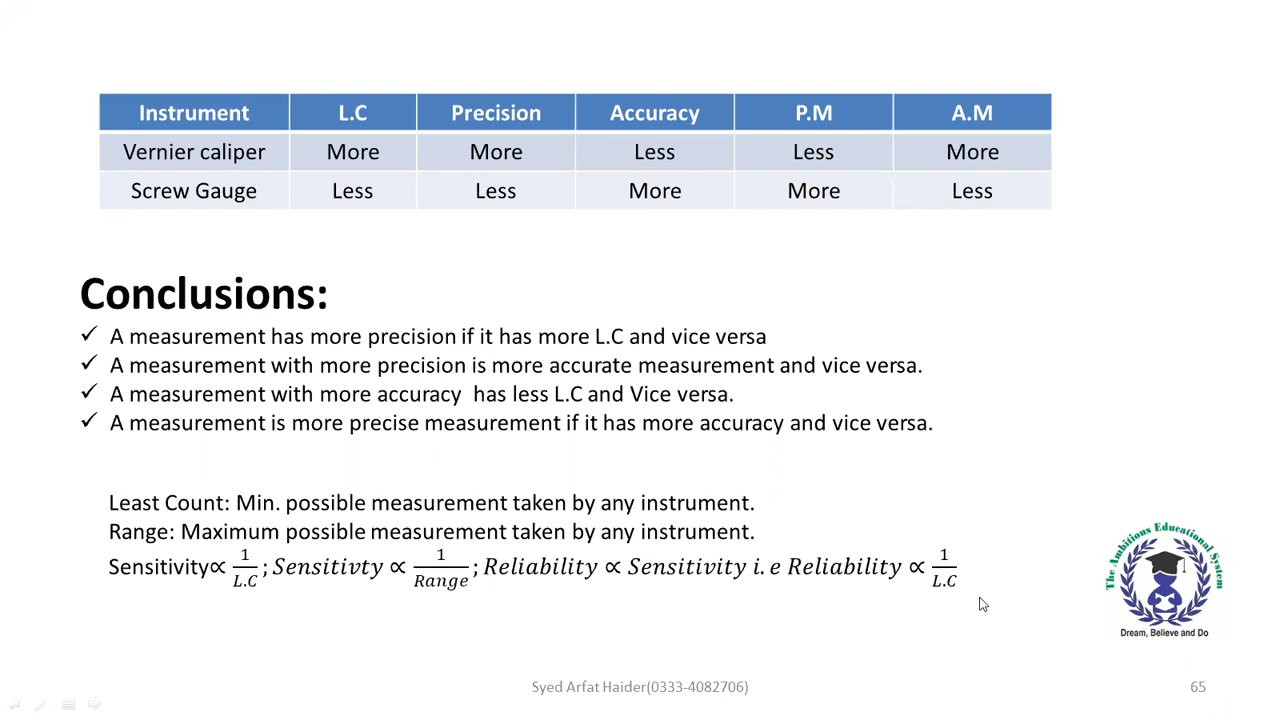 Instrument L.C Precision Accuracy P.M A.M
Vernier caliper More More Less Less More
Screw Gauge Less Less More More Less
Conclusions:
✓ A measurement has more precision if it has more L.C and vice versa
✓ A measurement with more precision is more accurate measurement and vice versa.
✓ A measurement with more accuracy has less L.C and Vice versa.
✓ A measurement is more precise measurement if it has more accuracy and vice versa.
Least Count: Min. possible measurement taken by any instrument.
Range: Maximum possible measurement taken by any instrument.
Sensitivity∝ 1/L.C ; Sensitivty ∝ 1/Range ; Reliability ∝ Sensitivity i.e Reliability ∝ 1/L.C
The Ambitious Educational System
Dream, Believe and Do
Syed Arfat Haider(0333-4082706)
65